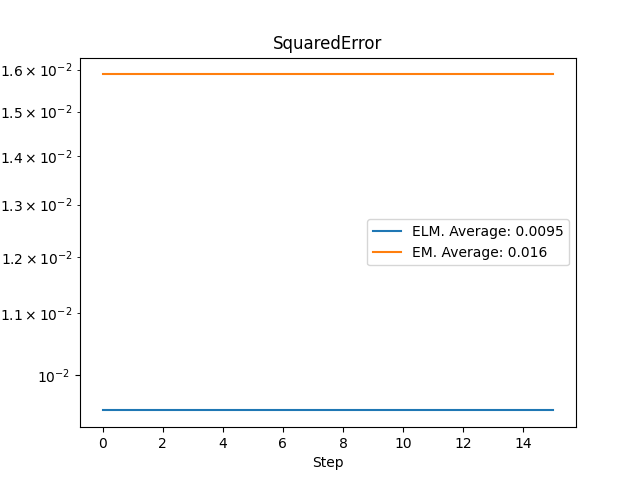 SquaredError
1.6 × 10⁻²
1.5 × 10⁻²
1.4 × 10⁻²
1.3 × 10⁻²
1.2 × 10⁻²
1.1 × 10⁻²
10⁻²
ELM. Average: 0.0095
EM. Average: 0.016
0 2 4 6 8 10 12 14
Step